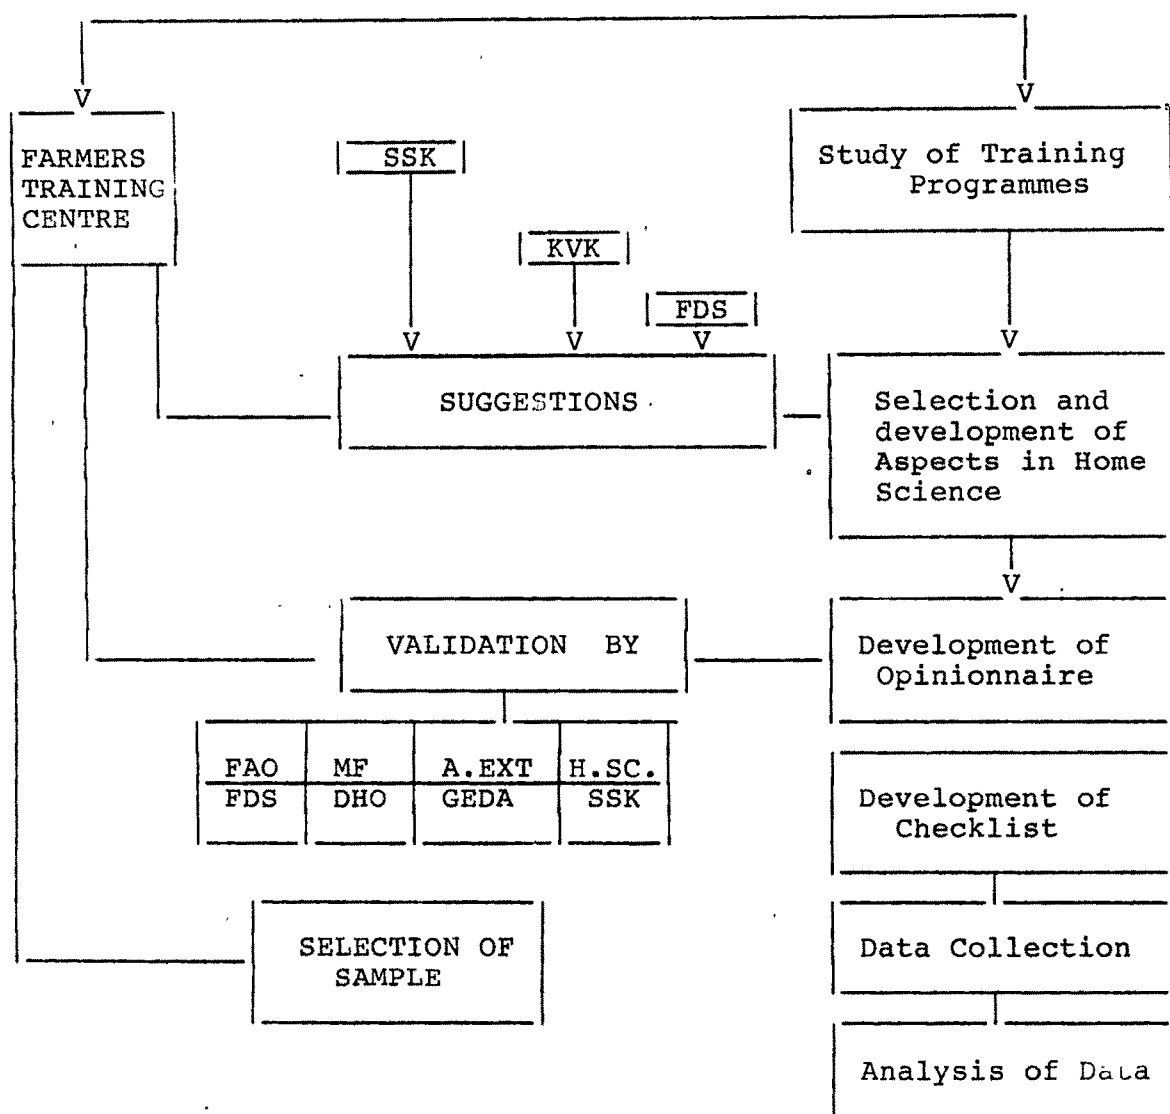 V
V
FARMERS
TRAINING
CENTRE
SSK
Study of Training
Programmes
KVK
FDS
V
V
V
V
SUGGESTIONS
Selection and
development of
Aspects in Home
Science
V
VALIDATION BY
Development of
Opinionnaire
FAO MF A.EXT H.SC.
FDS DHO GEDA SSK
Development of
Checklist
SELECTION OF
SAMPLE
Data Collection
Analysis of Data